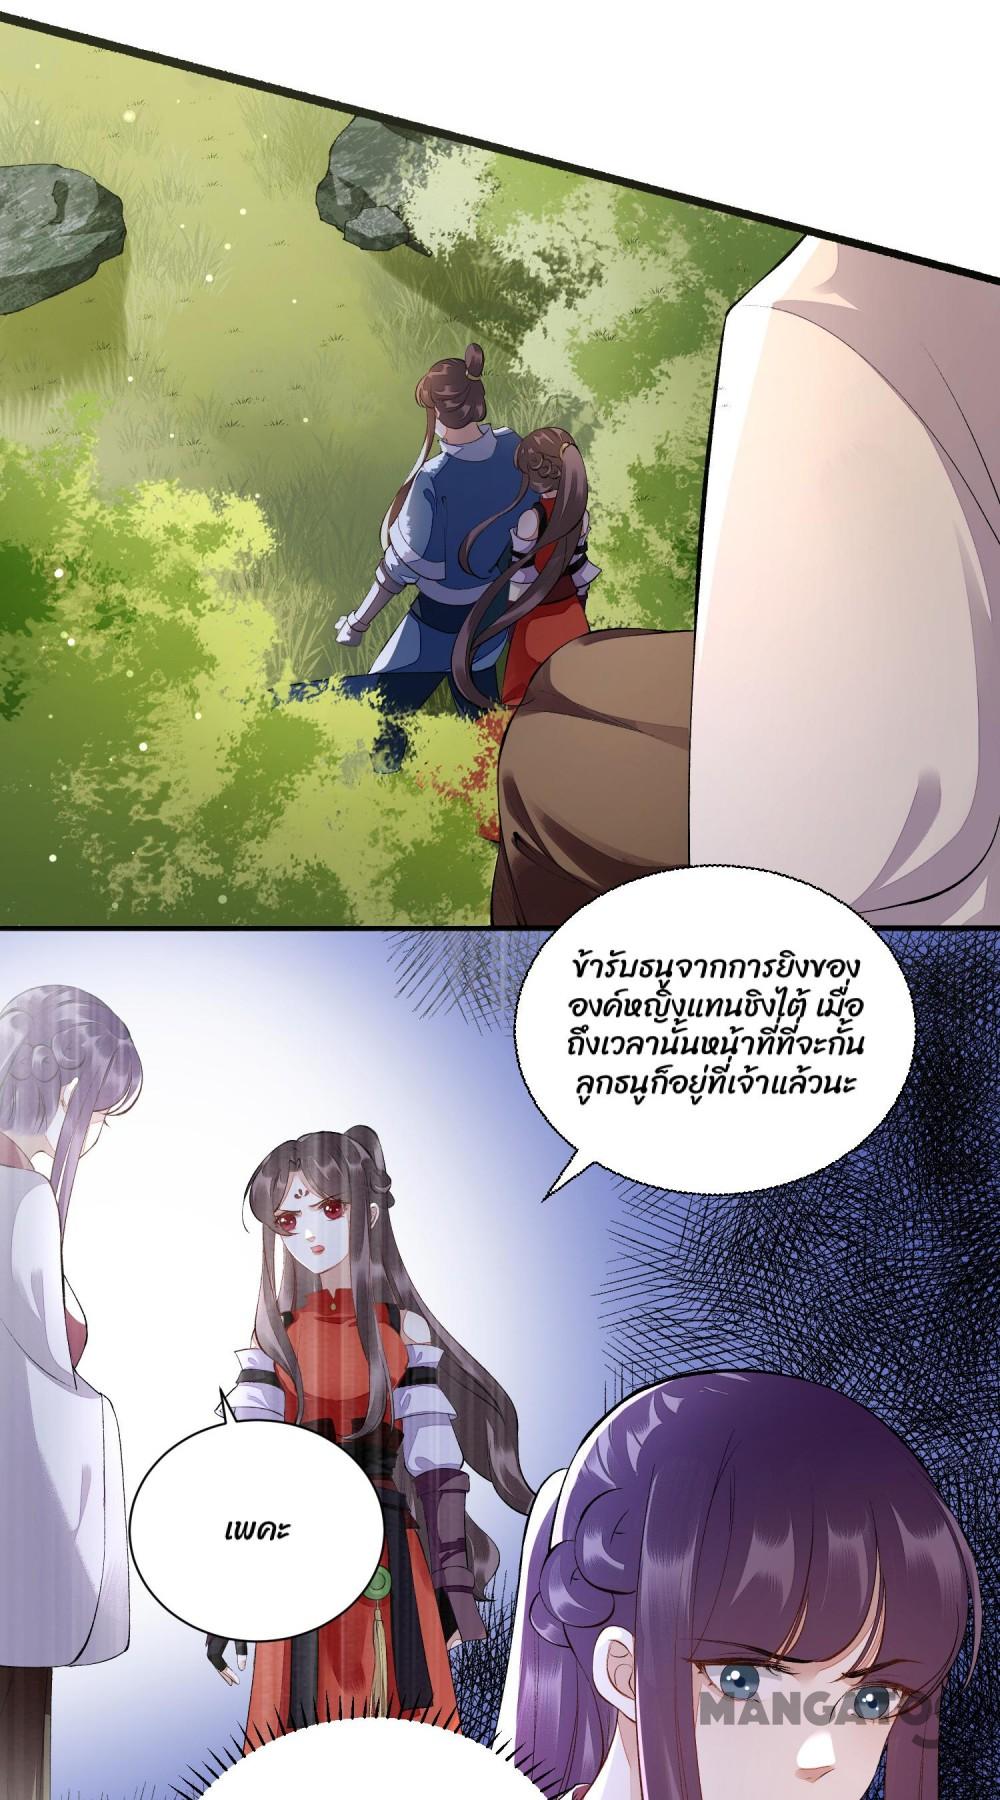 ข้ารับธนูจากการยิงของ
องค์หญิงแทนชิงไต้ เมื่อ
ถึงเวลานั้นหน้าที่ที่จะกั้น
ลูกธนูก็อยู่ที่เจ้าแล้วนะ
เพคะ
MANGATOON